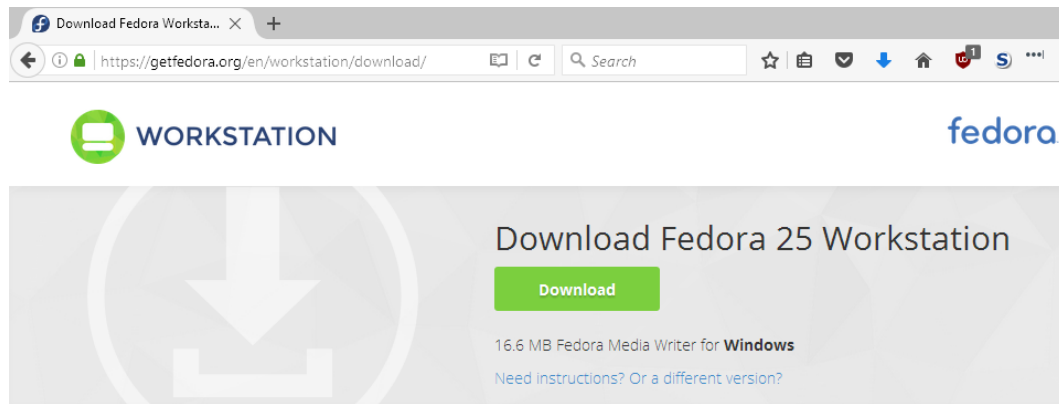 Download Fedora Worksta...
https://getfedora.org/en/workstation/download/
Search
1
S
WORKSTATION
fedora
Download Fedora 25 Workstation
Download
16.6 MB Fedora Media Writer for Windows
Need instructions? Or a different version?